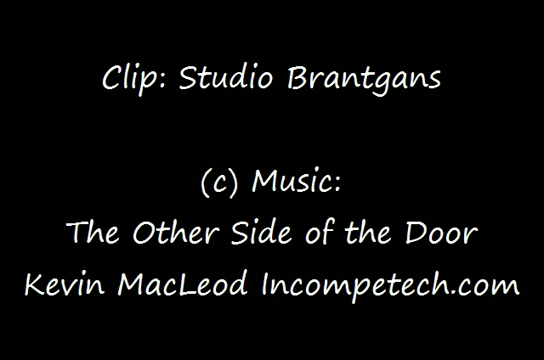 Clip: Studio Brantgans
(c) Music:
The Other Side of the Door
Kevin MacLeod Incompetech.com